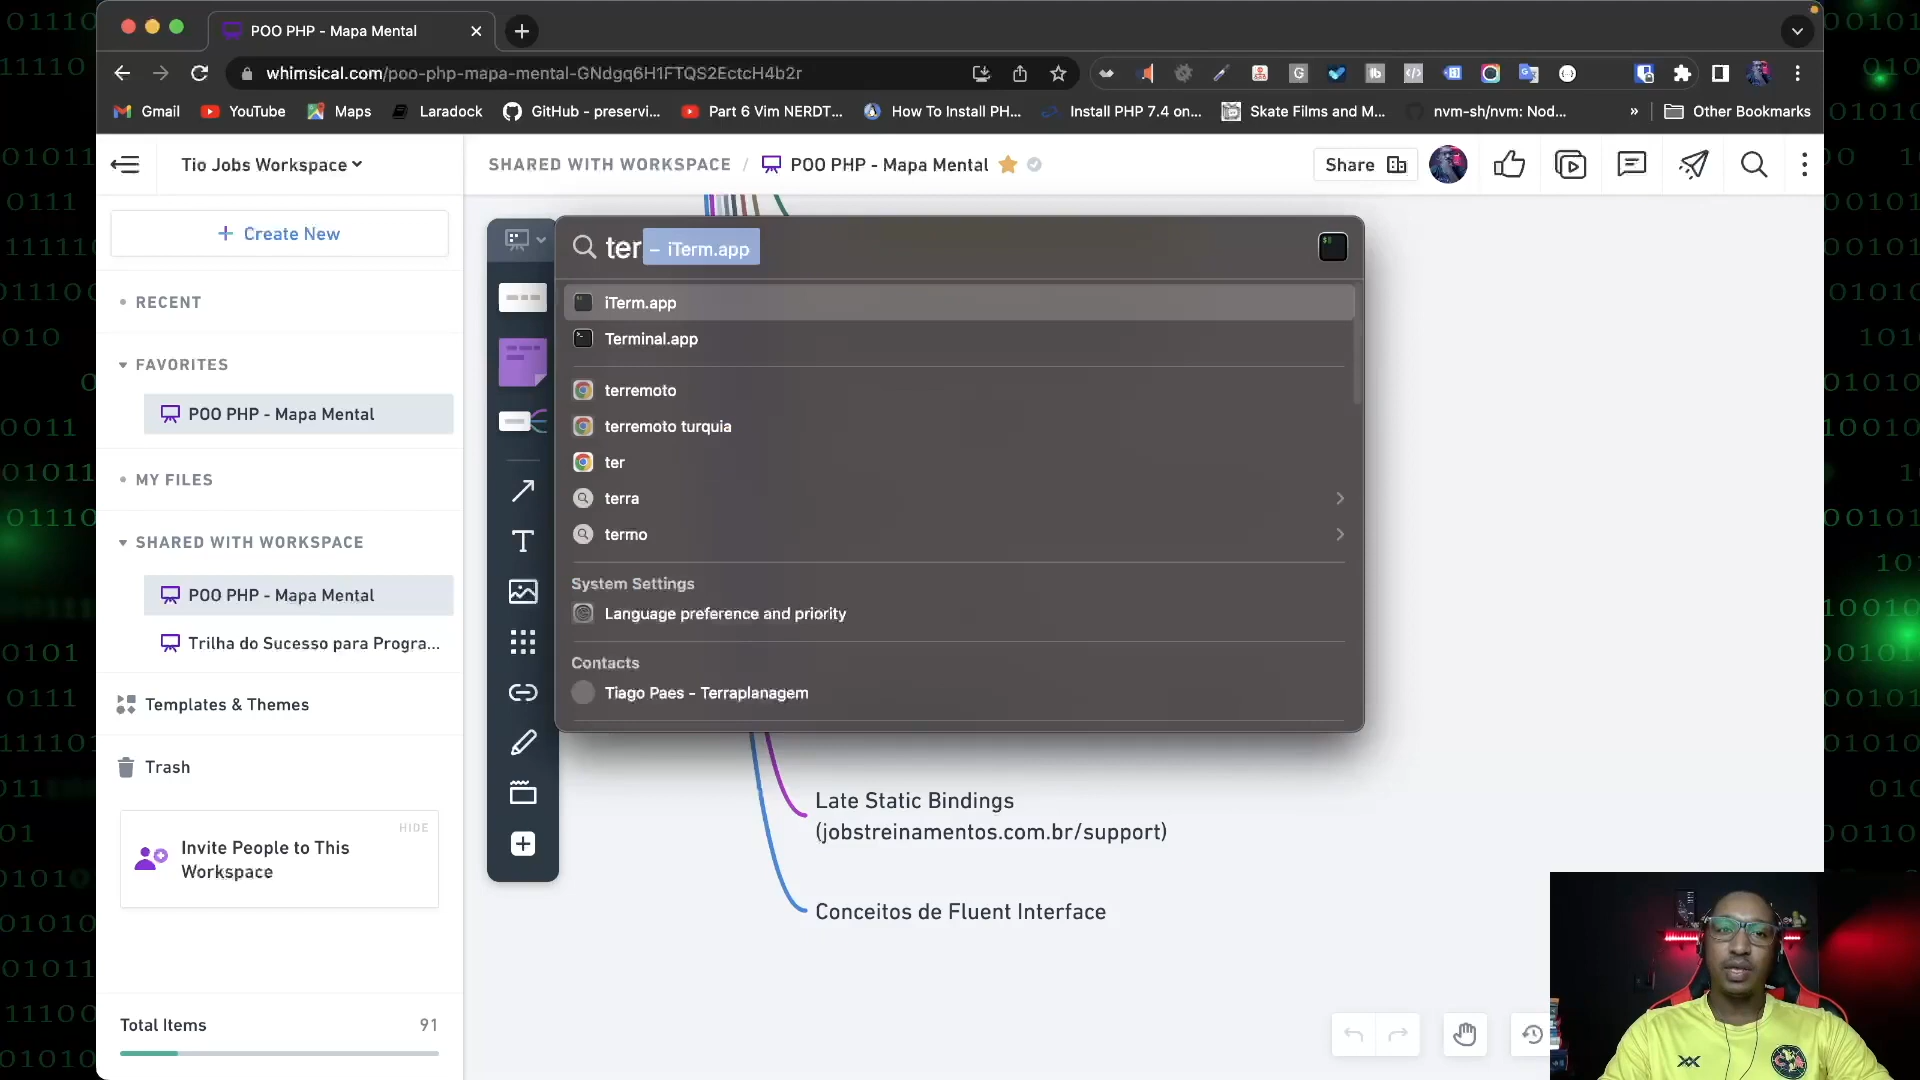 POO PHP - Mapa Mental
whimsical.com/poo-php-mapa-mental-GNdgq6H1FTQS2EctcH4b2r
Gmail
YouTube
Maps
Laradock
GitHub - preservi...
Part 6 Vim NERDT...
How To Install PH...
Install PHP 7.4 on...
Skate Films and M...
nvm-sh/nvm: Nod...
»
Other Bookmarks
Tio Jobs Workspace
SHARED WITH WORKSPACE / POO PHP - Mapa Mental
Share
+ Create New
RECENT
FAVORITES
POO PHP - Mapa Mental
MY FILES
SHARED WITH WORKSPACE
POO PHP - Mapa Mental
Trilha do Sucesso para Progra...
Templates & Themes
Trash
HIDE
Invite People to This
Workspace
Total Items 91
ter – iTerm.app
iTerm.app
Terminal.app
terremoto
terremoto turquia
ter
terra
termo
System Settings
Language preference and priority
Contacts
Tiago Paes - Terraplanagem
Late Static Bindings
(jobstreinamentos.com.br/support)
Conceitos de Fluent Interface